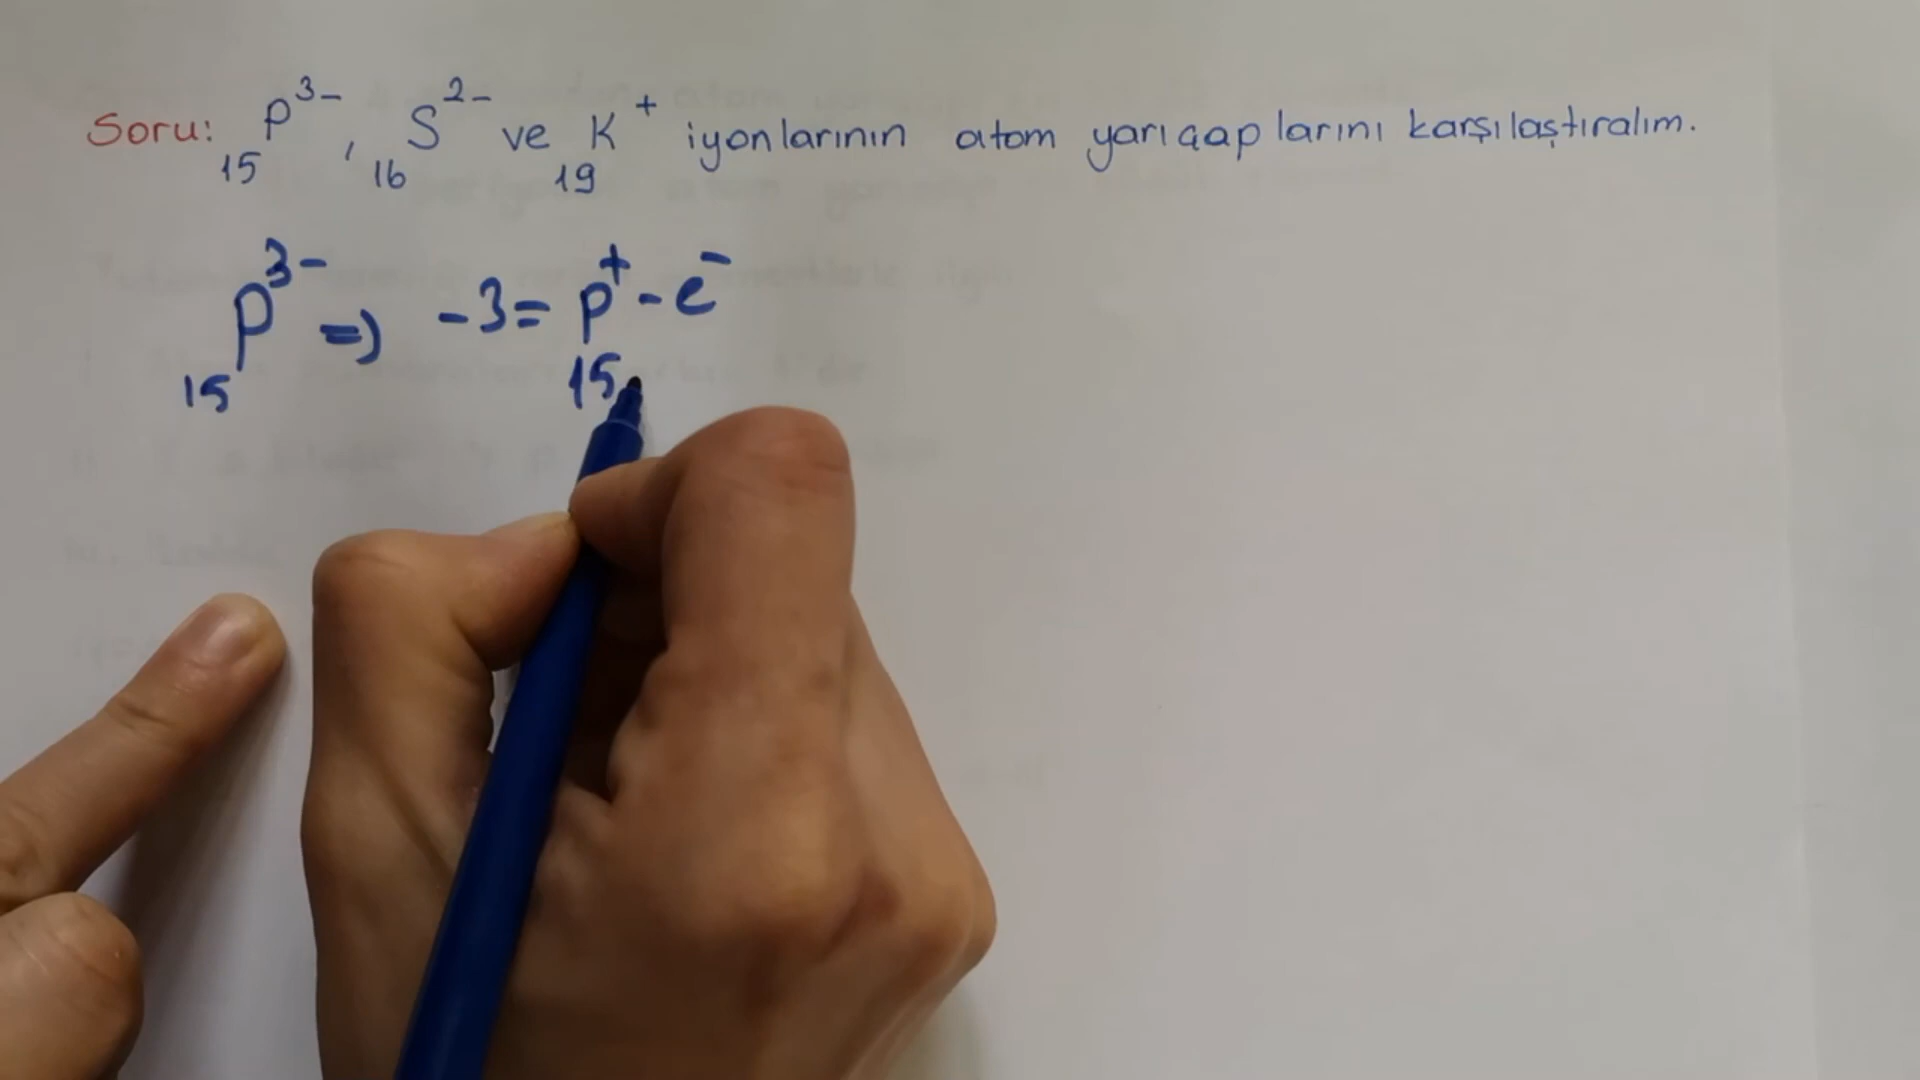 Soru: ₁₅P³⁻, ₁₆S²⁻ ve ₁₉K⁺ iyonlarının atom yarıçaplarını karşılaştıralım.
₁₅P³⁻ => -3 = p⁺ - e⁻
15